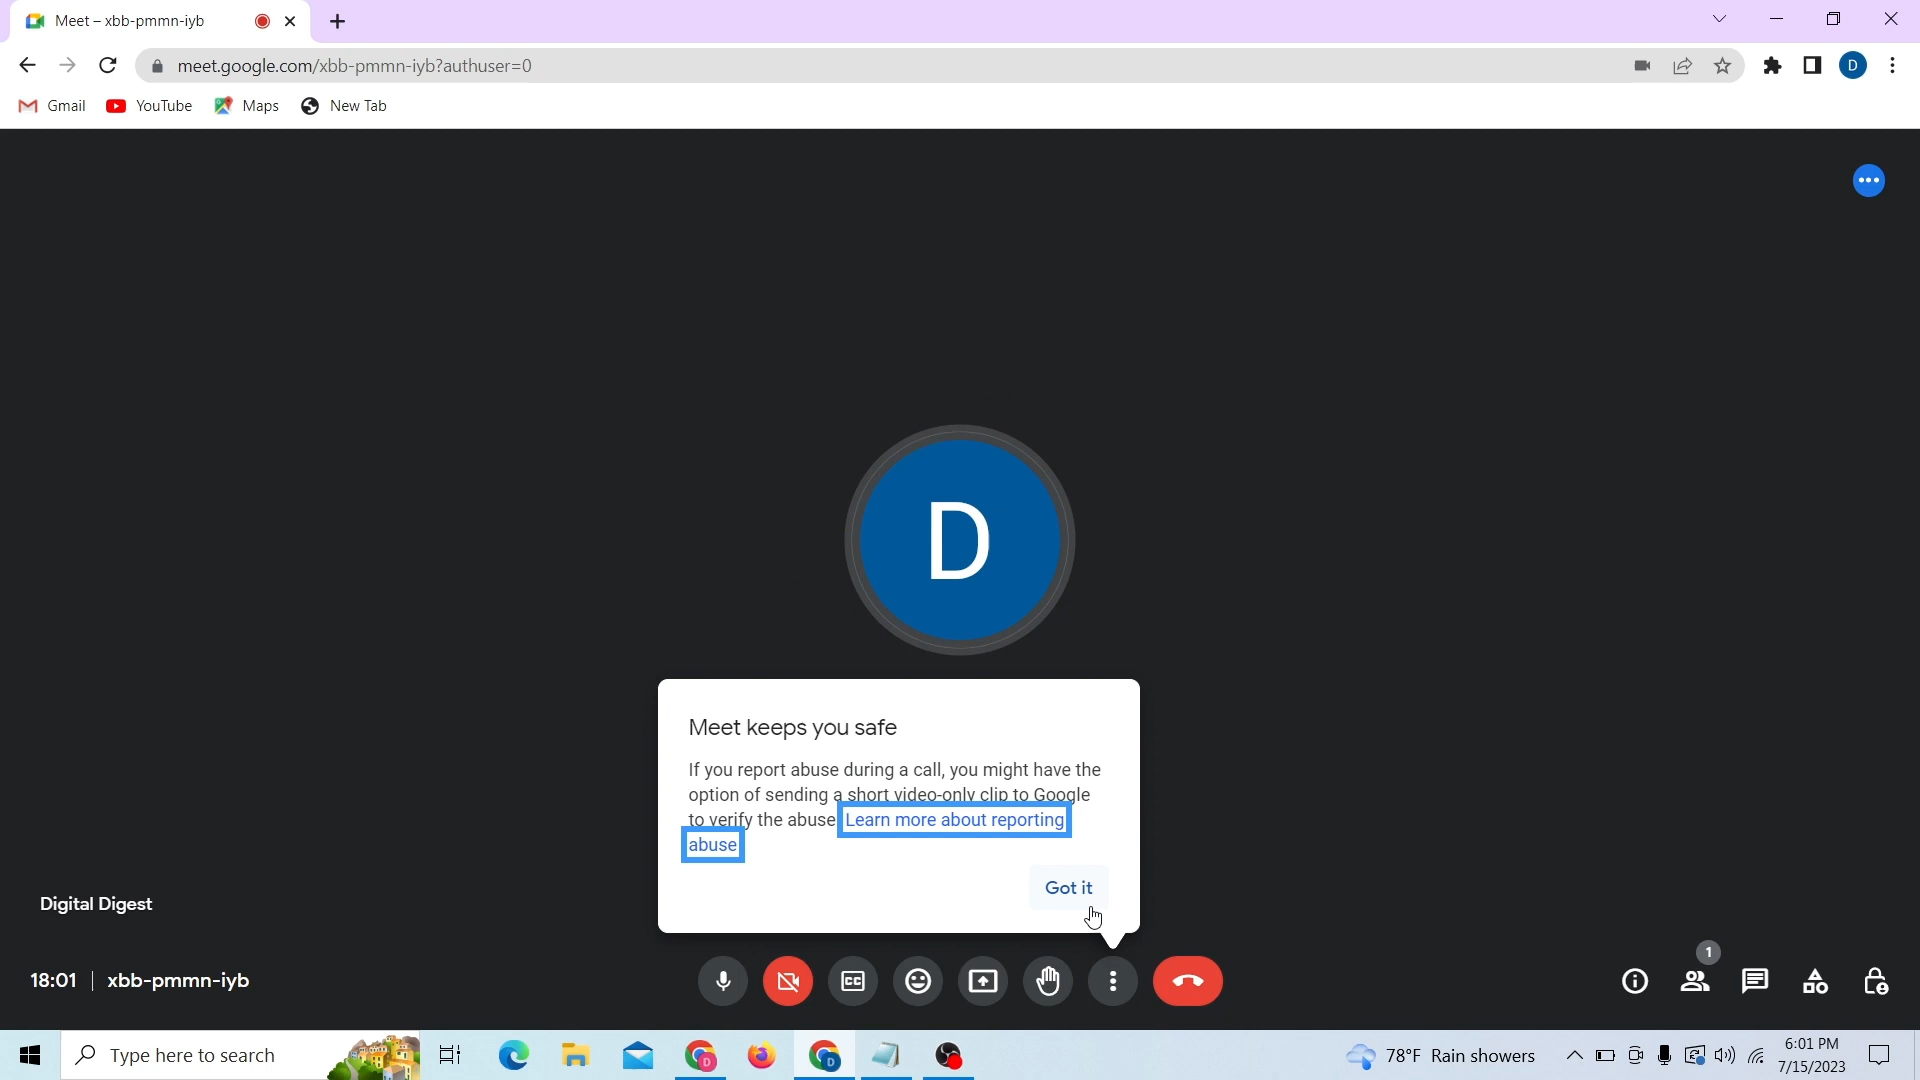 Meet – xbb-pmmn-iyb
meet.google.com/xbb-pmmn-iyb?authuser=0
D
Gmail
YouTube
Maps
New Tab
D
Meet keeps you safe
If you report abuse during a call, you might have the
option of sending a short video-only clip to Google
to verify the abuse Learn more about reporting
abuse
Got it
Digital Digest
18:01 | xbb-pmmn-iyb
CC
1
Type here to search
D
D
78°F Rain showers
6:01 PM
7/15/2023